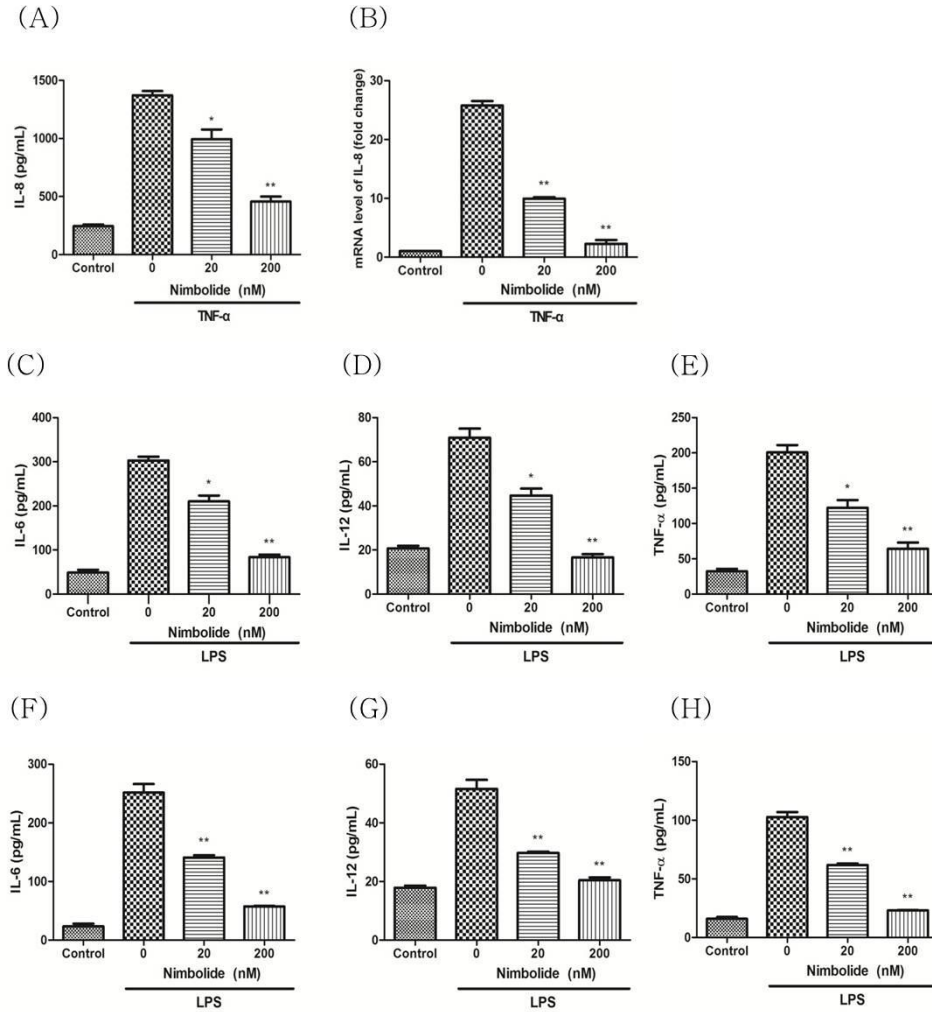 (A)
IL-8 (pg/mL)
1500
1000
500
0
*
**
Control 0 20 200
Nimbolide (nM)
TNF-α
(B)
mRNA level of IL-8 (fold change)
30
20
10
0
**
**
Control 0 20 200
Nimbolide (nM)
TNF-α
(C)
IL-6 (pg/mL)
400
300
200
100
0
*
**
Control 0 20 200
Nimbolide (nM)
LPS
(D)
IL-12 (pg/mL)
80
60
40
20
0
*
**
Control 0 20 200
Nimbolide (nM)
LPS
(E)
TNF-α (pg/mL)
250
200
150
100
50
0
*
**
Control 0 20 200
Nimbolide (nM)
LPS
(F)
IL-6 (pg/mL)
300
200
100
0
**
**
Control 0 20 200
Nimbolide (nM)
LPS
(G)
IL-12 (pg/mL)
60
40
20
0
**
**
Control 0 20 200
Nimbolide (nM)
LPS
(H)
TNF-α (pg/mL)
150
100
50
0
**
**
Control 0 20 200
Nimbolide (nM)
LPS